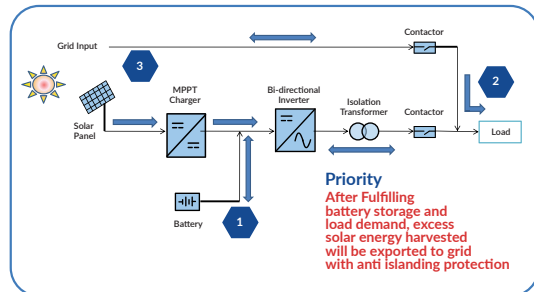 Grid Input
Contactor
3
2
MPPT
Charger
Bi-directional
Inverter
Isolation
Transformer
Contactor
Solar
Panel
Load
Battery
1
Priority
After Fulfilling
battery storage and
load demand, excess
solar energy harvested
will be exported to grid
with anti islanding protection